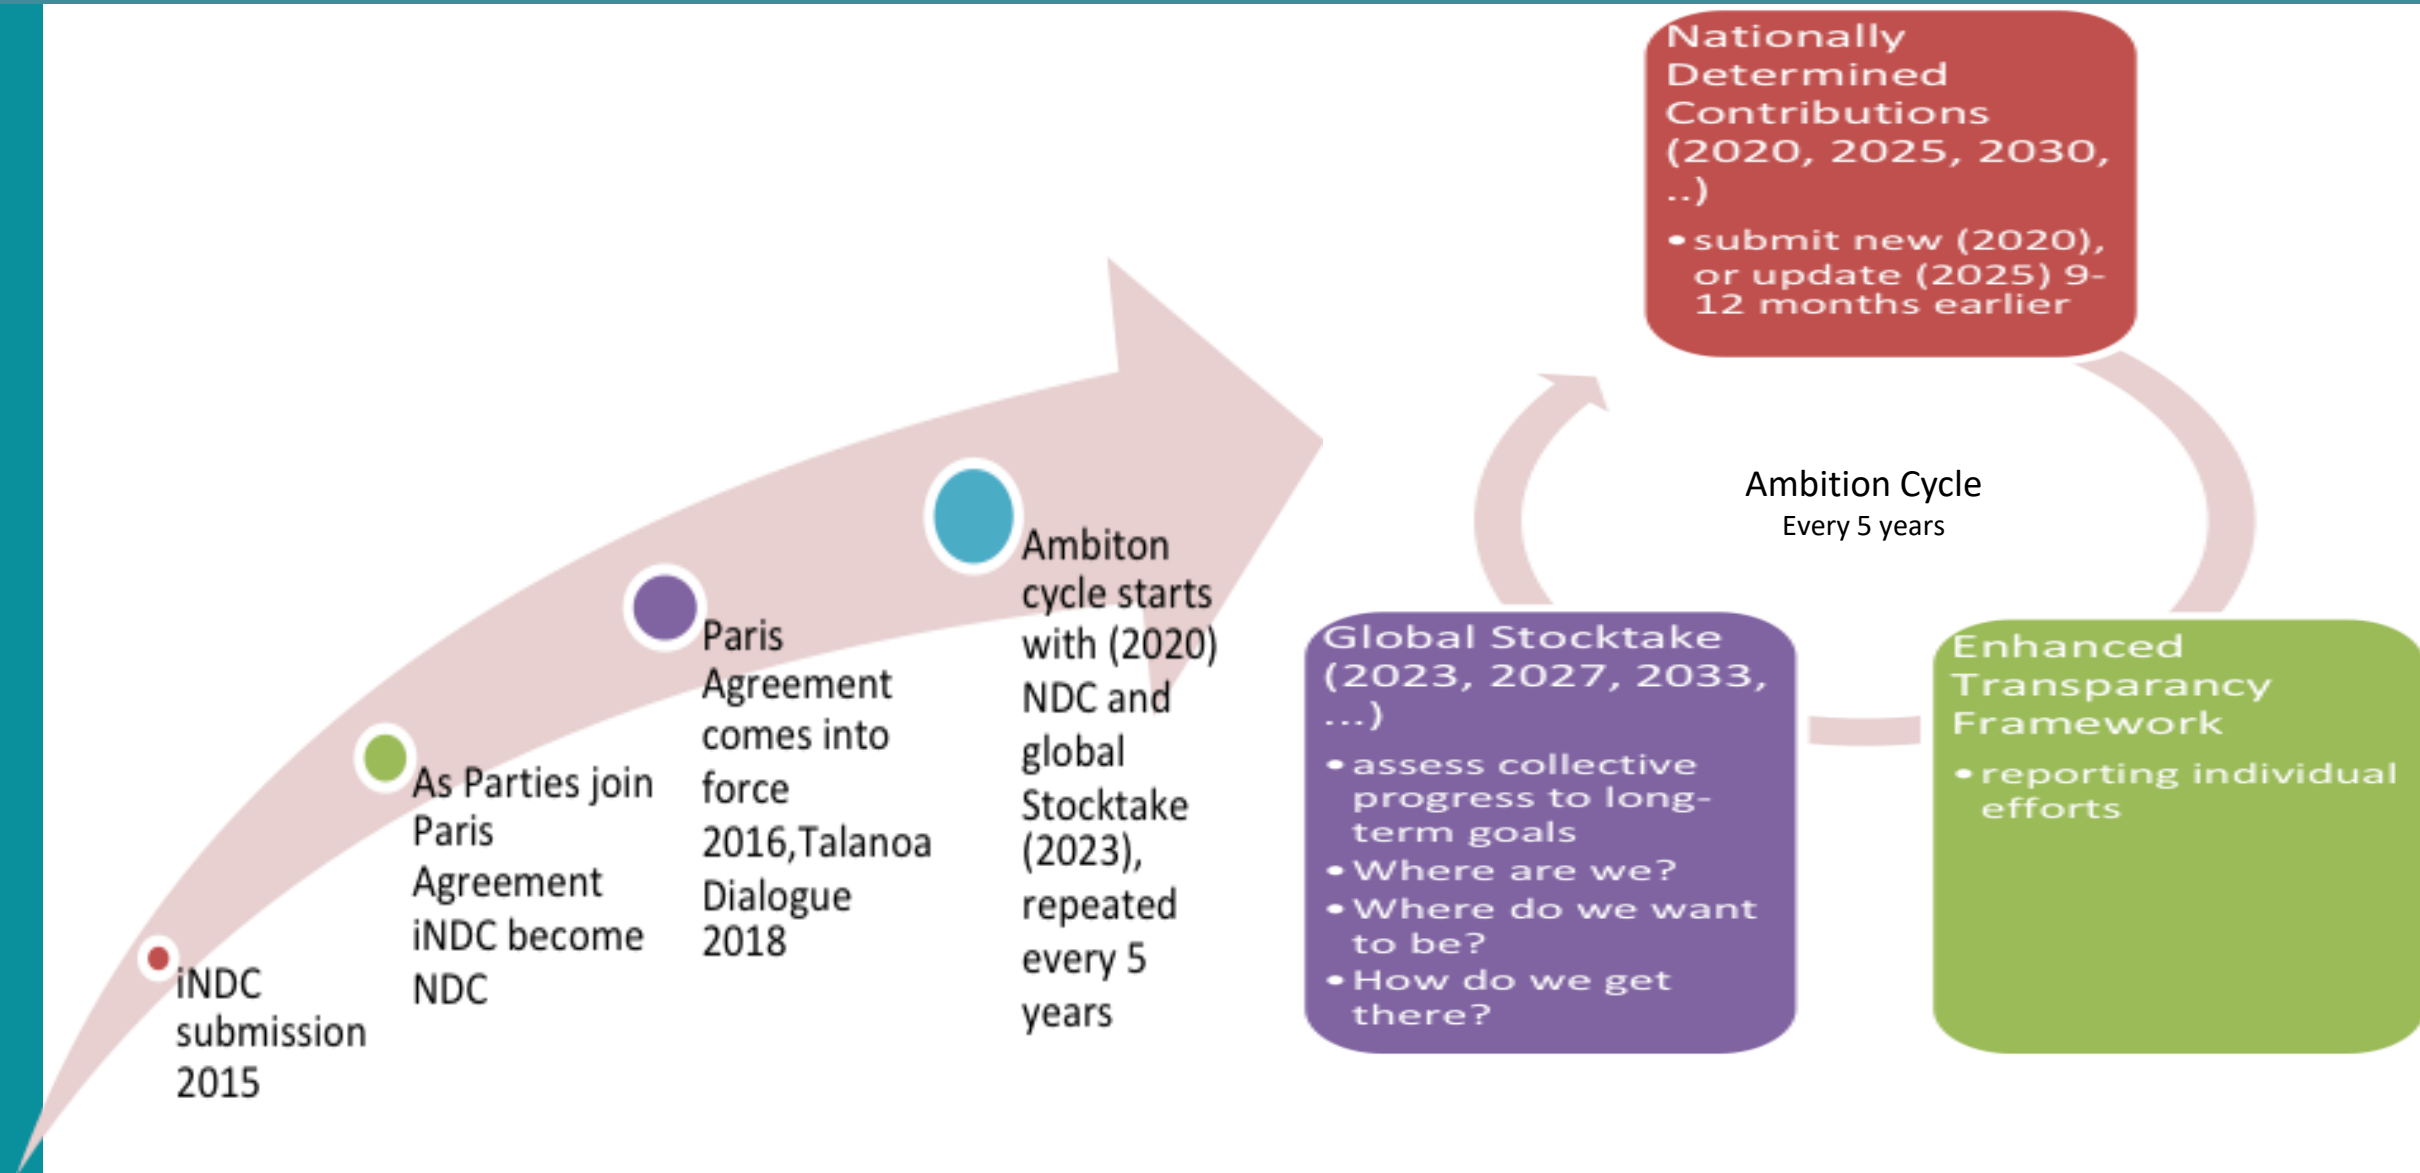 iNDC
submission
2015
As Parties join
Paris
Agreement
iNDC become
NDC
Paris
Agreement
comes into
force
2016,Talanoa
Dialogue
2018
Ambiton
cycle starts
with (2020)
NDC and
global
Stocktake
(2023),
repeated
every 5
years
Nationally
Determined
Contributions
(2020, 2025, 2030,
..)
• submit new (2020),
or update (2025) 9-
12 months earlier
Ambition Cycle
Every 5 years
Global Stocktake
(2023, 2027, 2033,
...)
• assess collective
progress to long-
term goals
• Where are we?
• Where do we want
to be?
• How do we get
there?
Enhanced
Transparancy
Framework
• reporting individual
efforts